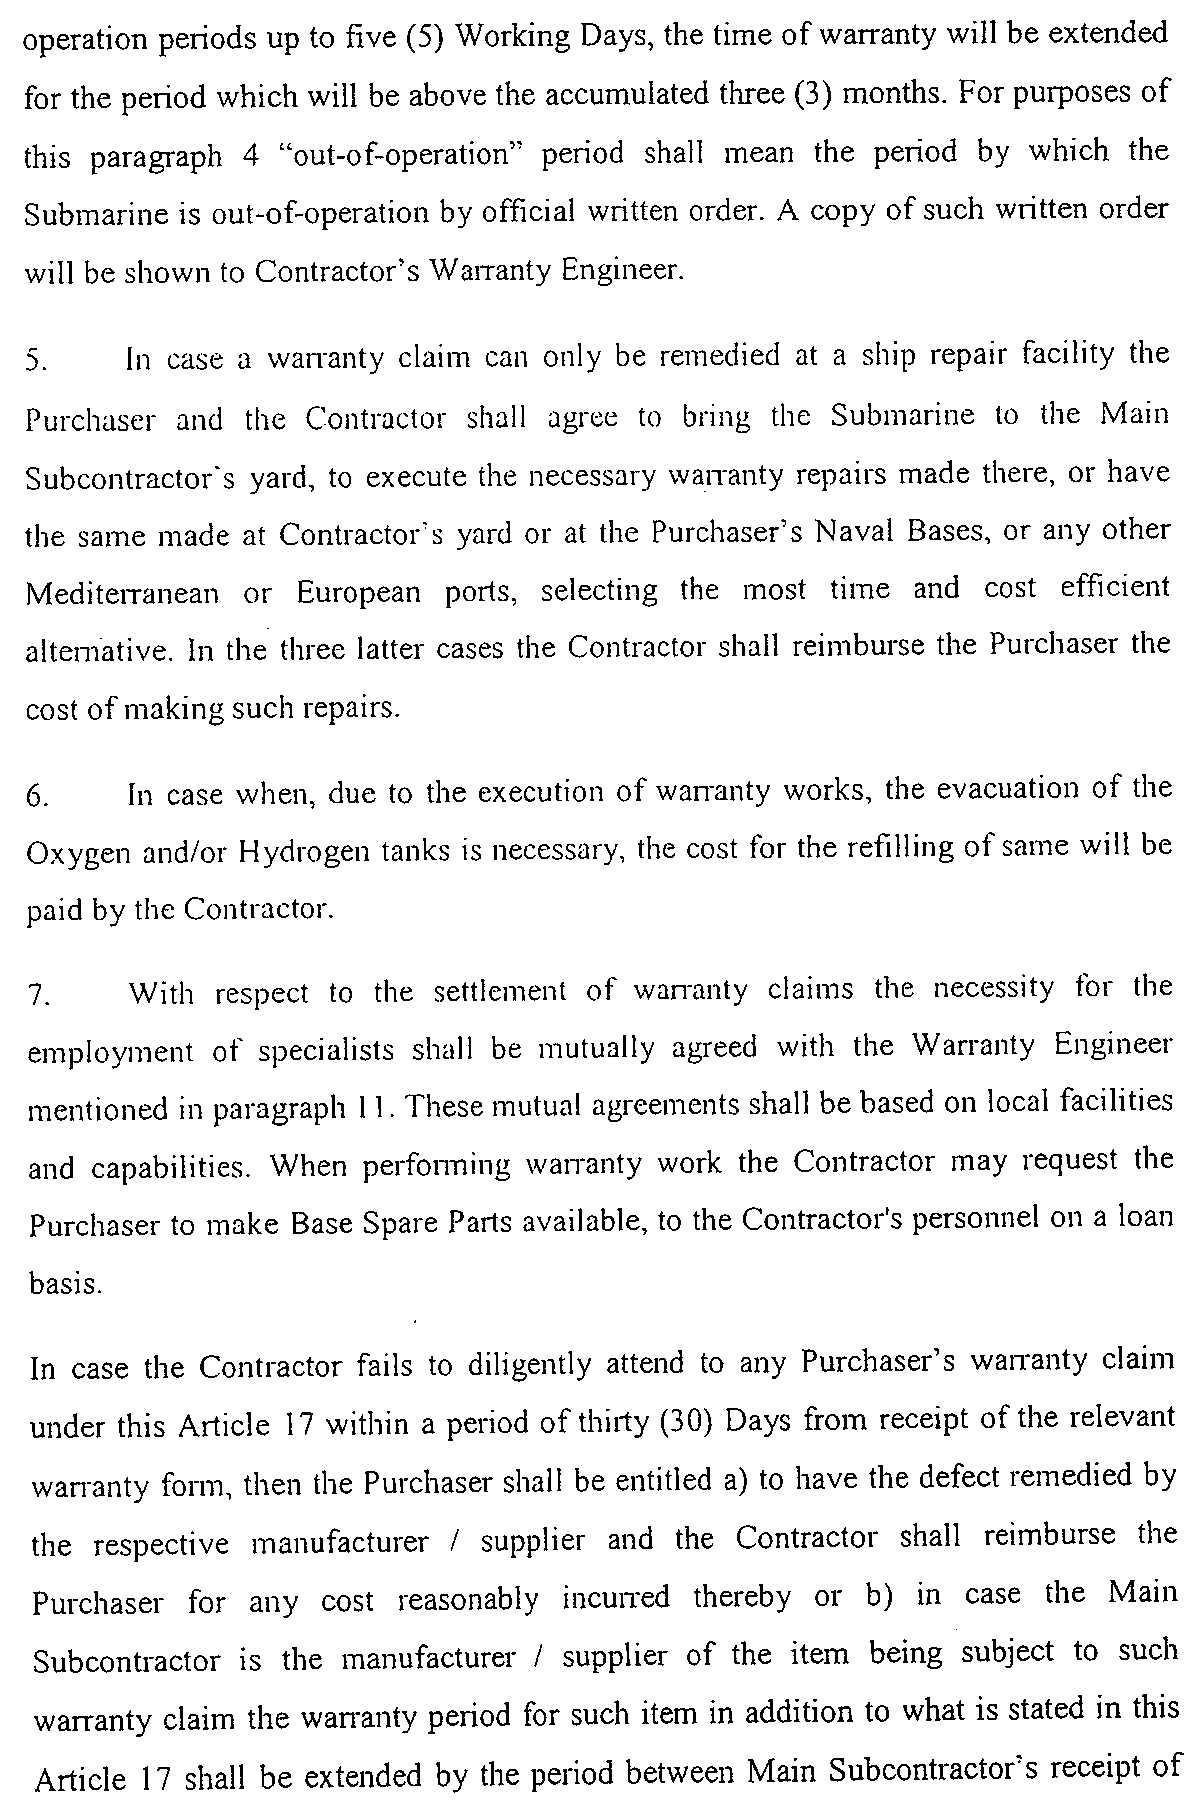 operation periods up to five (5) Working Days, the time of warranty will be extended
for the period which will be above the accumulated three (3) months. For purposes of
this paragraph 4 “out-of-operation” period shall mean the period by which the
Submarine is out-of-operation by official written order. A copy of such written order
will be shown to Contractor’s Warranty Engineer.
5. In case a warranty claim can only be remedied at a ship repair facility the
Purchaser and the Contractor shall agree to bring the Submarine to the Main
Subcontractor’s yard, to execute the necessary warranty repairs made there, or have
the same made at Contractor’s yard or at the Purchaser’s Naval Bases, or any other
Mediterranean or European ports, selecting the most time and cost efficient
alternative. In the three latter cases the Contractor shall reimburse the Purchaser the
cost of making such repairs.
6. In case when, due to the execution of warranty works, the evacuation of the
Oxygen and/or Hydrogen tanks is necessary, the cost for the refilling of same will be
paid by the Contractor.
7. With respect to the settlement of warranty claims the necessity for the
employment of specialists shall be mutually agreed with the Warranty Engineer
mentioned in paragraph 11. These mutual agreements shall be based on local facilities
and capabilities. When performing warranty work the Contractor may request the
Purchaser to make Base Spare Parts available, to the Contractor's personnel on a loan
basis.
In case the Contractor fails to diligently attend to any Purchaser’s warranty claim
under this Article 17 within a period of thirty (30) Days from receipt of the relevant
warranty form, then the Purchaser shall be entitled a) to have the defect remedied by
the respective manufacturer / supplier and the Contractor shall reimburse the
Purchaser for any cost reasonably incurred thereby or b) in case the Main
Subcontractor is the manufacturer / supplier of the item being subject to such
warranty claim the warranty period for such item in addition to what is stated in this
Article 17 shall be extended by the period between Main Subcontractor’s receipt of